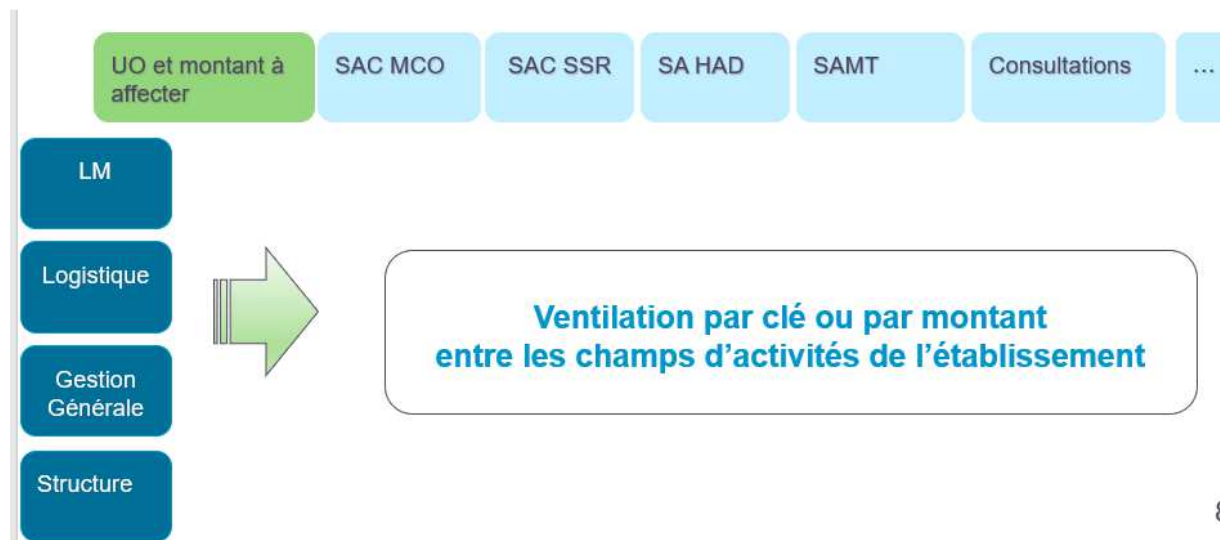 UO et montant à
affecter
SAC MCO
SAC SSR
SA HAD
SAMT
Consultations
...
LM
Logistique
Gestion
Générale
Structure
Ventilation par clé ou par montant
entre les champs d'activités de l'établissement